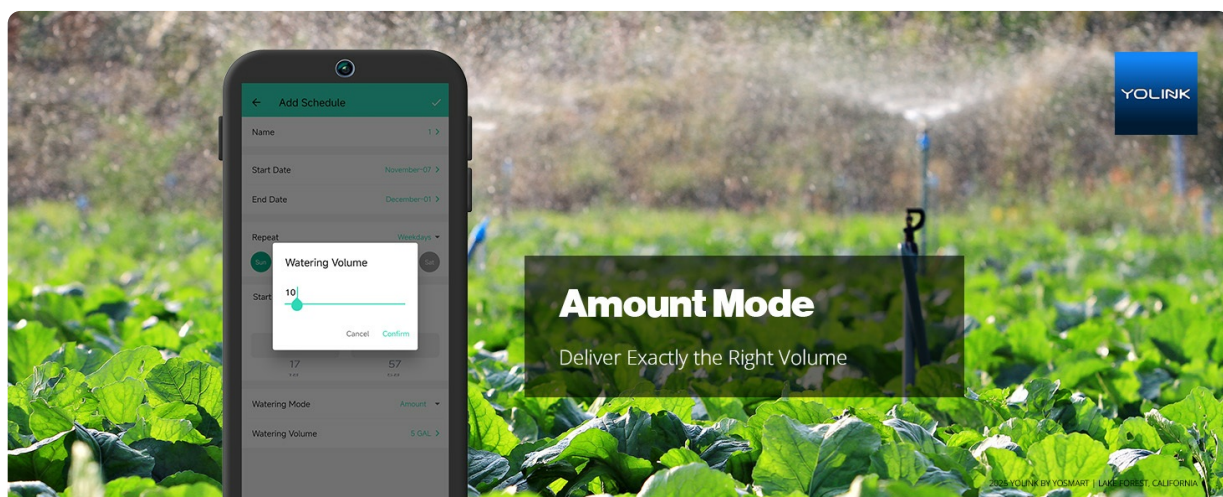 YOLINK
Add Schedule
Name 1
Start Date November-07
End Date December-01
Repeat Weekdays
Sun Sat
Watering Volume
Start
10
Cancel Confirm
17 57
Watering Mode Amount
Watering Volume 5 GAL
Amount Mode
Deliver Exactly the Right Volume
2025 YOLINK BY YOSMART | LAKE FOREST, CALIFORNIA